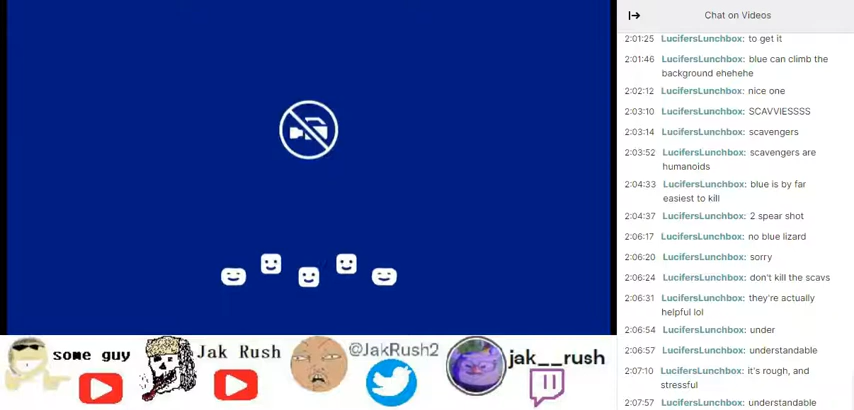 Chat on Videos
2:01:25 LucifersLunchbox: to get it
2:01:46 LucifersLunchbox: blue can climb the
background ehehehe
2:02:12 LucifersLunchbox: nice one
2:03:10 LucifersLunchbox: SCAVVIESSSS
2:03:14 LucifersLunchbox: scavengers
2:03:52 LucifersLunchbox: scavengers are
humanoids
2:04:33 LucifersLunchbox: blue is by far
easiest to kill
2:04:37 LucifersLunchbox: 2 spear shot
2:06:17 LucifersLunchbox: no blue lizard
2:06:20 LucifersLunchbox: sorry
2:06:24 LucifersLunchbox: don't kill the scavs
2:06:31 LucifersLunchbox: they're actually
helpful lol
2:06:54 LucifersLunchbox: under
2:06:57 LucifersLunchbox: understandable
2:07:10 LucifersLunchbox: it's rough, and
stressful
2:07:57 LucifersLunchbox: understandable
some guy
Jak Rush
@JakRush2
jak__rush